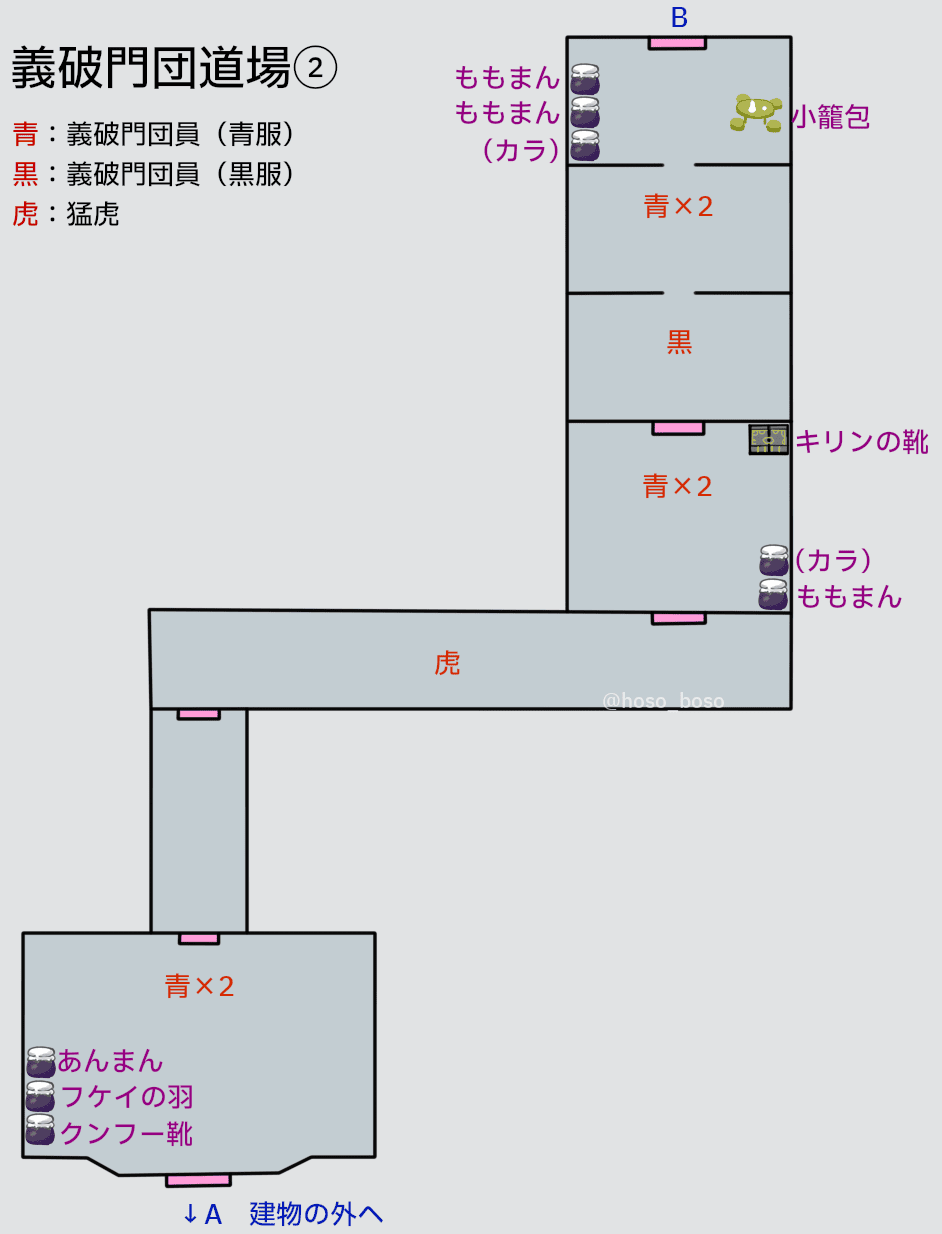 B
義破門団道場②
青：義破門団員（青服）
黒：義破門団員（黒服）
虎：猛虎
ももまん
ももまん
（カラ）
小籠包
青×2
黒
キリンの靴
青×2
（カラ）
ももまん
虎
@hoso_boso
青×2
あんまん
フケイの羽
クンフー靴
↓A　建物の外へ